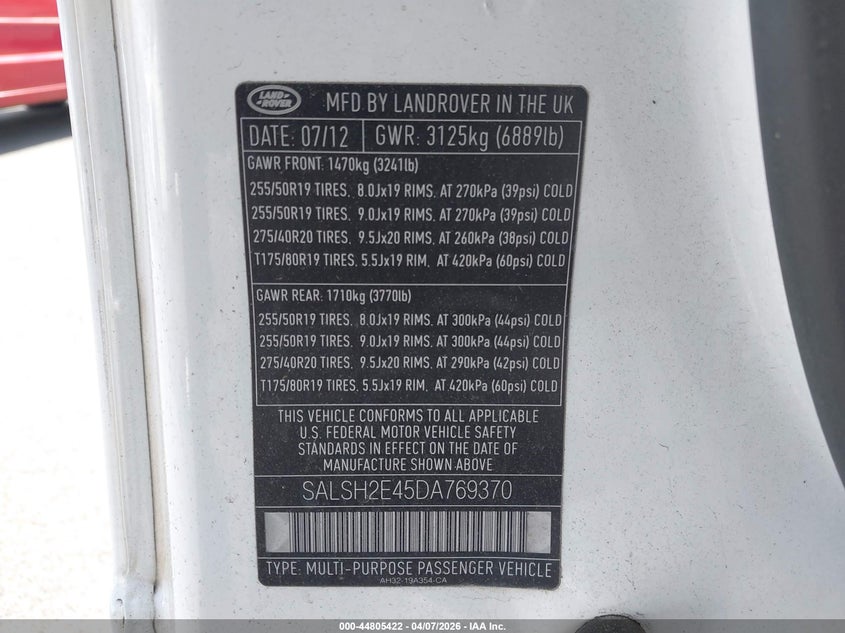 LAND ROVER
MFD BY LANDROVER IN THE UK
DATE: 07/12 GWR: 3125kg (6889lb)
GAWR FRONT: 1470kg (3241lb)
255/50R19 TIRES, 8.0Jx19 RIMS, AT 270kPa (39psi) COLD
255/50R19 TIRES, 9.0Jx19 RIMS, AT 270kPa (39psi) COLD
275/40R20 TIRES, 9.5Jx20 RIMS, AT 260kPa (38psi) COLD
T175/80R19 TIRES, 5.5Jx19 RIM, AT 420kPa (60psi) COLD
GAWR REAR: 1710kg (3770lb)
255/50R19 TIRES, 8.0Jx19 RIMS, AT 300kPa (44psi) COLD
255/50R19 TIRES, 9.0Jx19 RIMS, AT 300kPa (44psi) COLD
275/40R20 TIRES, 9.5Jx20 RIMS, AT 290kPa (42psi) COLD
T175/80R19 TIRES, 5.5Jx19 RIM, AT 420kPa (60psi) COLD
THIS VEHICLE CONFORMS TO ALL APPLICABLE
U.S. FEDERAL MOTOR VEHICLE SAFETY
STANDARDS IN EFFECT ON THE DATE OF
MANUFACTURE SHOWN ABOVE
SALSH2E45DA769370
TYPE: MULTI-PURPOSE PASSENGER VEHICLE
AH32-19A354-CA
000-44805422 - 04/07/2026 - IAA Inc.